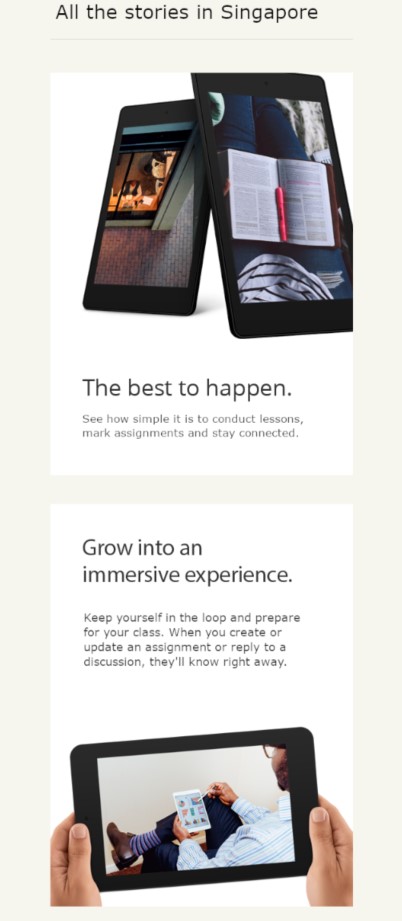 All the stories in Singapore
The best to happen.
See how simple it is to conduct lessons,
mark assignments and stay connected.
Grow into an
immersive experience.
Keep yourself in the loop and prepare
for your class. When you create or
update an assignment or reply to a
discussion, they'll know right away.